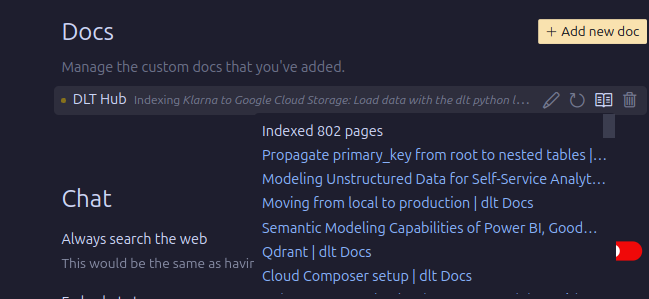 Docs
+ Add new doc
Manage the custom docs that you've added.
DLT Hub Indexing Klarna to Google Cloud Storage: Load data with the dlt python l...
Indexed 802 pages
Propagate primary_key from root to nested tables |...
Modeling Unstructured Data for Self-Service Analyt...
Moving from local to production | dlt Docs
Semantic Modeling Capabilities of Power BI, Good...
Qdrant | dlt Docs
Cloud Composer setup | dlt Docs
Chat
Always search the web
This would be the same as havir